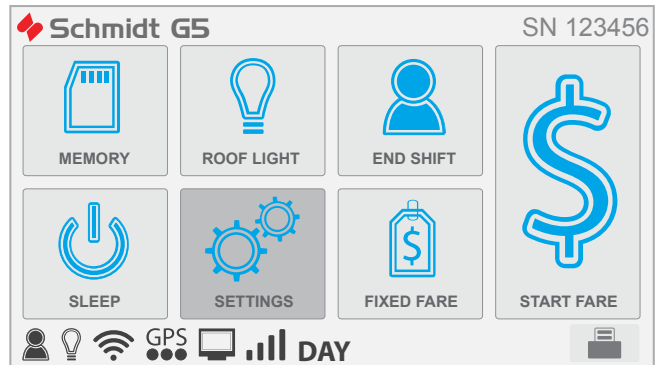 Schmidt G5 SN 123456
MEMORY ROOF LIGHT END SHIFT
SLEEP SETTINGS FIXED FARE START FARE
GPS DAY